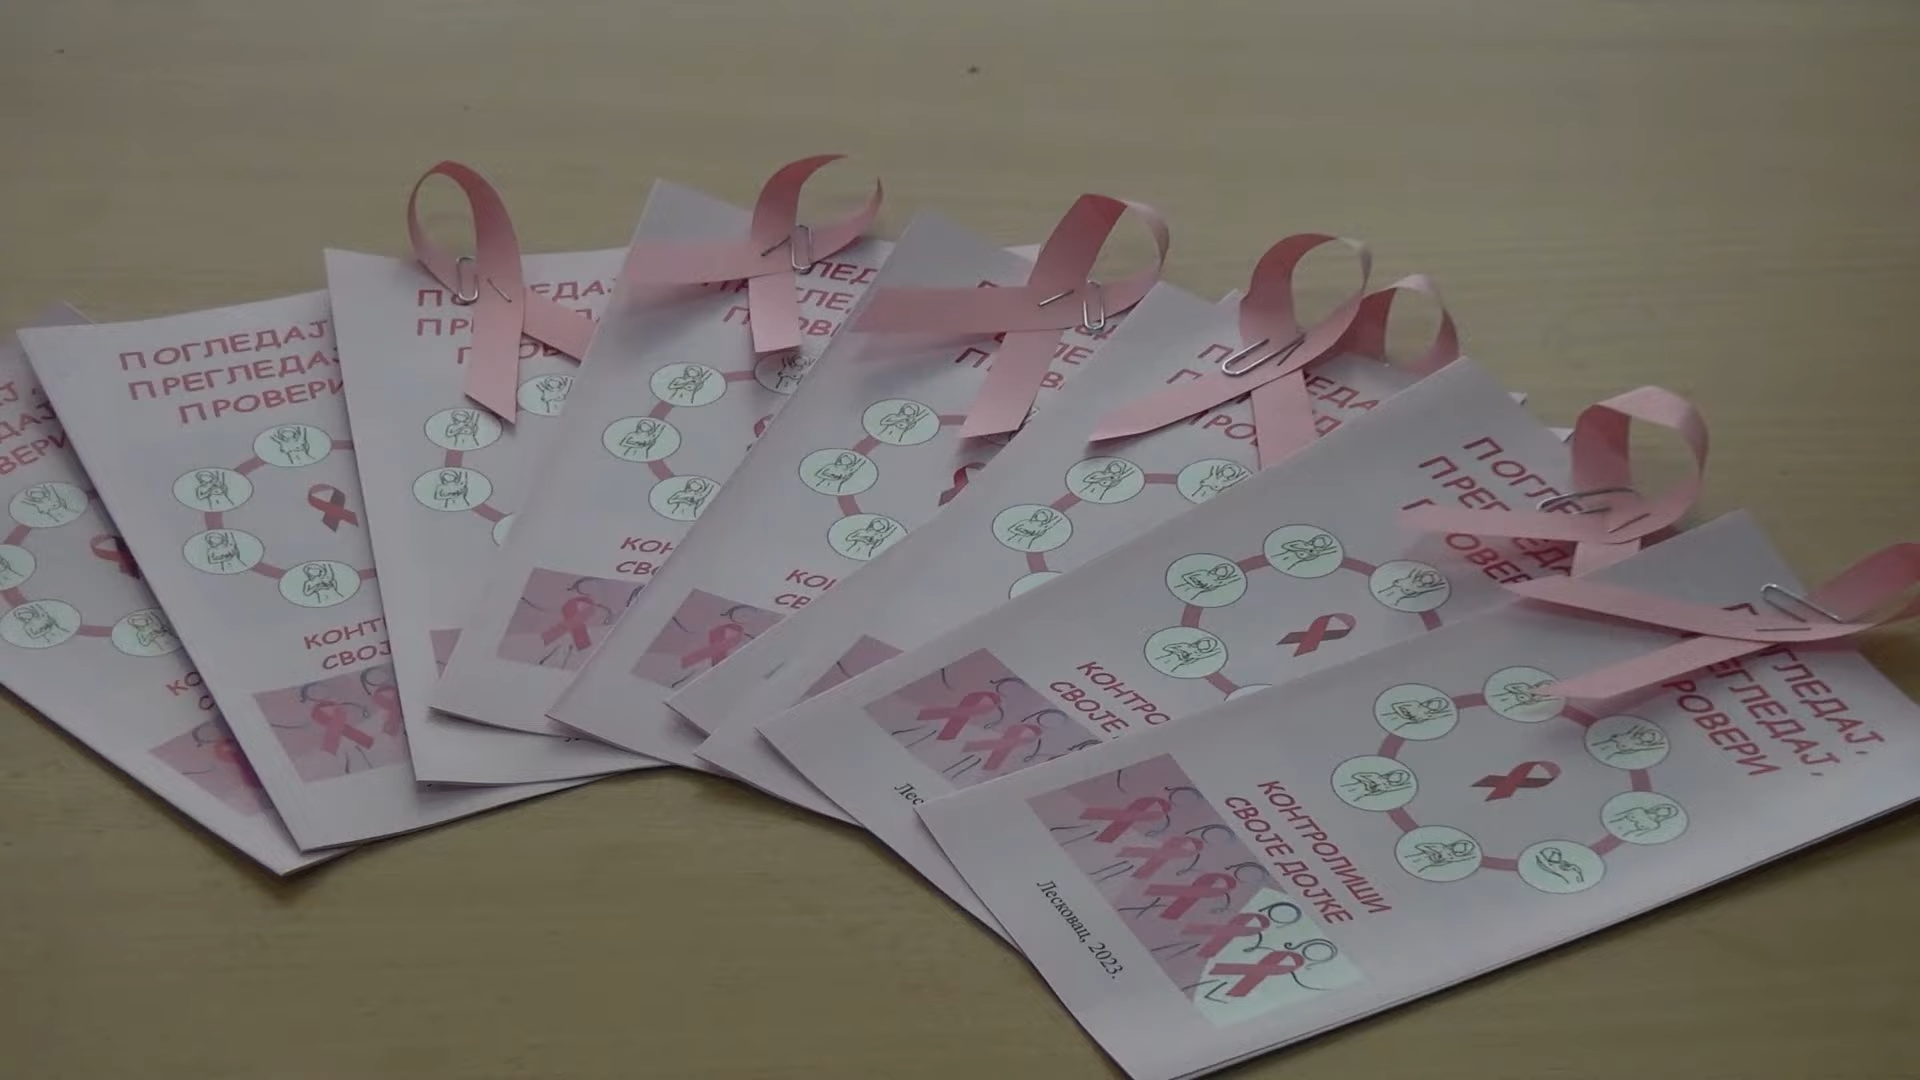 ПОГЛЕДАЈ,
ПРЕГЛЕДАЈ,
ПРОВЕРИ
КОНТРОЛИШИ
СВОЈЕ ДОЈКЕ
Лесковац, 2023.